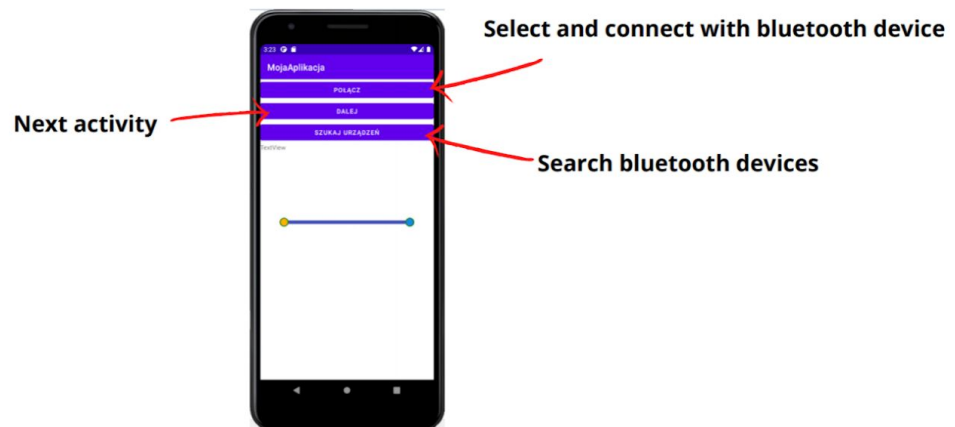 Select and connect with bluetooth device
3:23
MojaAplikacja
POŁĄCZ
DALEJ
Next activity
SZUKAJ URZĄDZEŃ
TextView
Search bluetooth devices